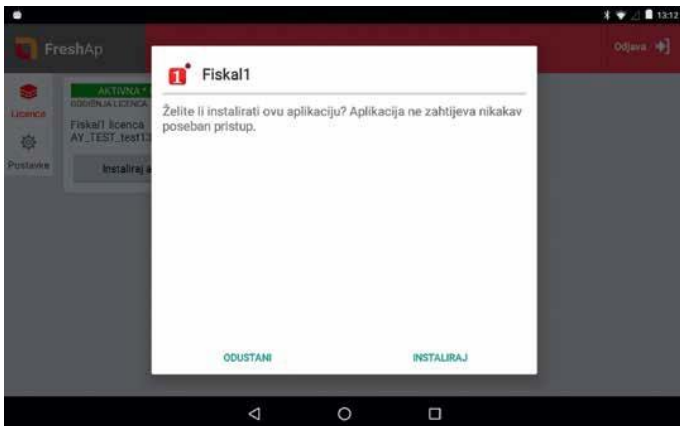 13:12
FreshAp
Odjava
Fiskal1
Želite li instalirati ovu aplikaciju? Aplikacija ne zahtijeva nikakav
poseban pristup.
AKTIVNA *
GODIŠNJA LICENCA
Fiskal1 licenca
AY_TEST_test1
Instaliraj
Licence
Postavke
ODUSTANI
INSTALIRAJ